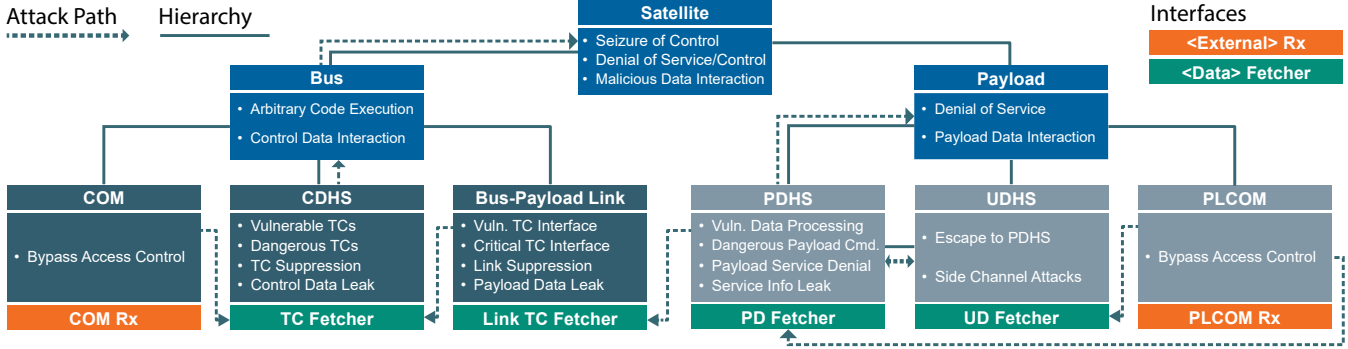 Attack Path
Hierarchy
Satellite
• Seizure of Control
• Denial of Service/Control
• Malicious Data Interaction
Interfaces
<External> Rx
<Data> Fetcher
Bus
• Arbitrary Code Execution
• Control Data Interaction
Payload
• Denial of Service
• Payload Data Interaction
COM
• Bypass Access Control
COM Rx
CDHS
• Vulnerable TCs
• Dangerous TCs
• TC Suppression
• Control Data Leak
TC Fetcher
Bus-Payload Link
• Vuln. TC Interface
• Critical TC Interface
• Link Suppression
• Payload Data Leak
Link TC Fetcher
PDHS
• Vuln. Data Processing
• Dangerous Payload Cmd.
• Payload Service Denial
• Service Info Leak
PD Fetcher
UDHS
• Escape to PDHS
• Side Channel Attacks
UD Fetcher
PLCOM
• Bypass Access Control
PLCOM Rx